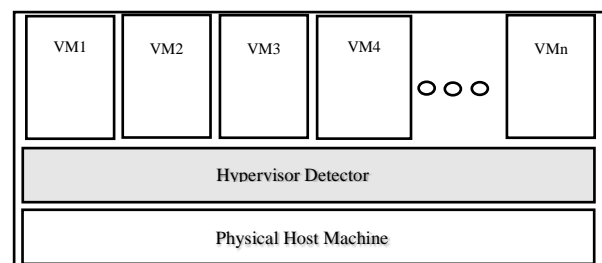 VM1 VM2 VM3 VM4 VMn
Hypervisor Detector
Physical Host Machine